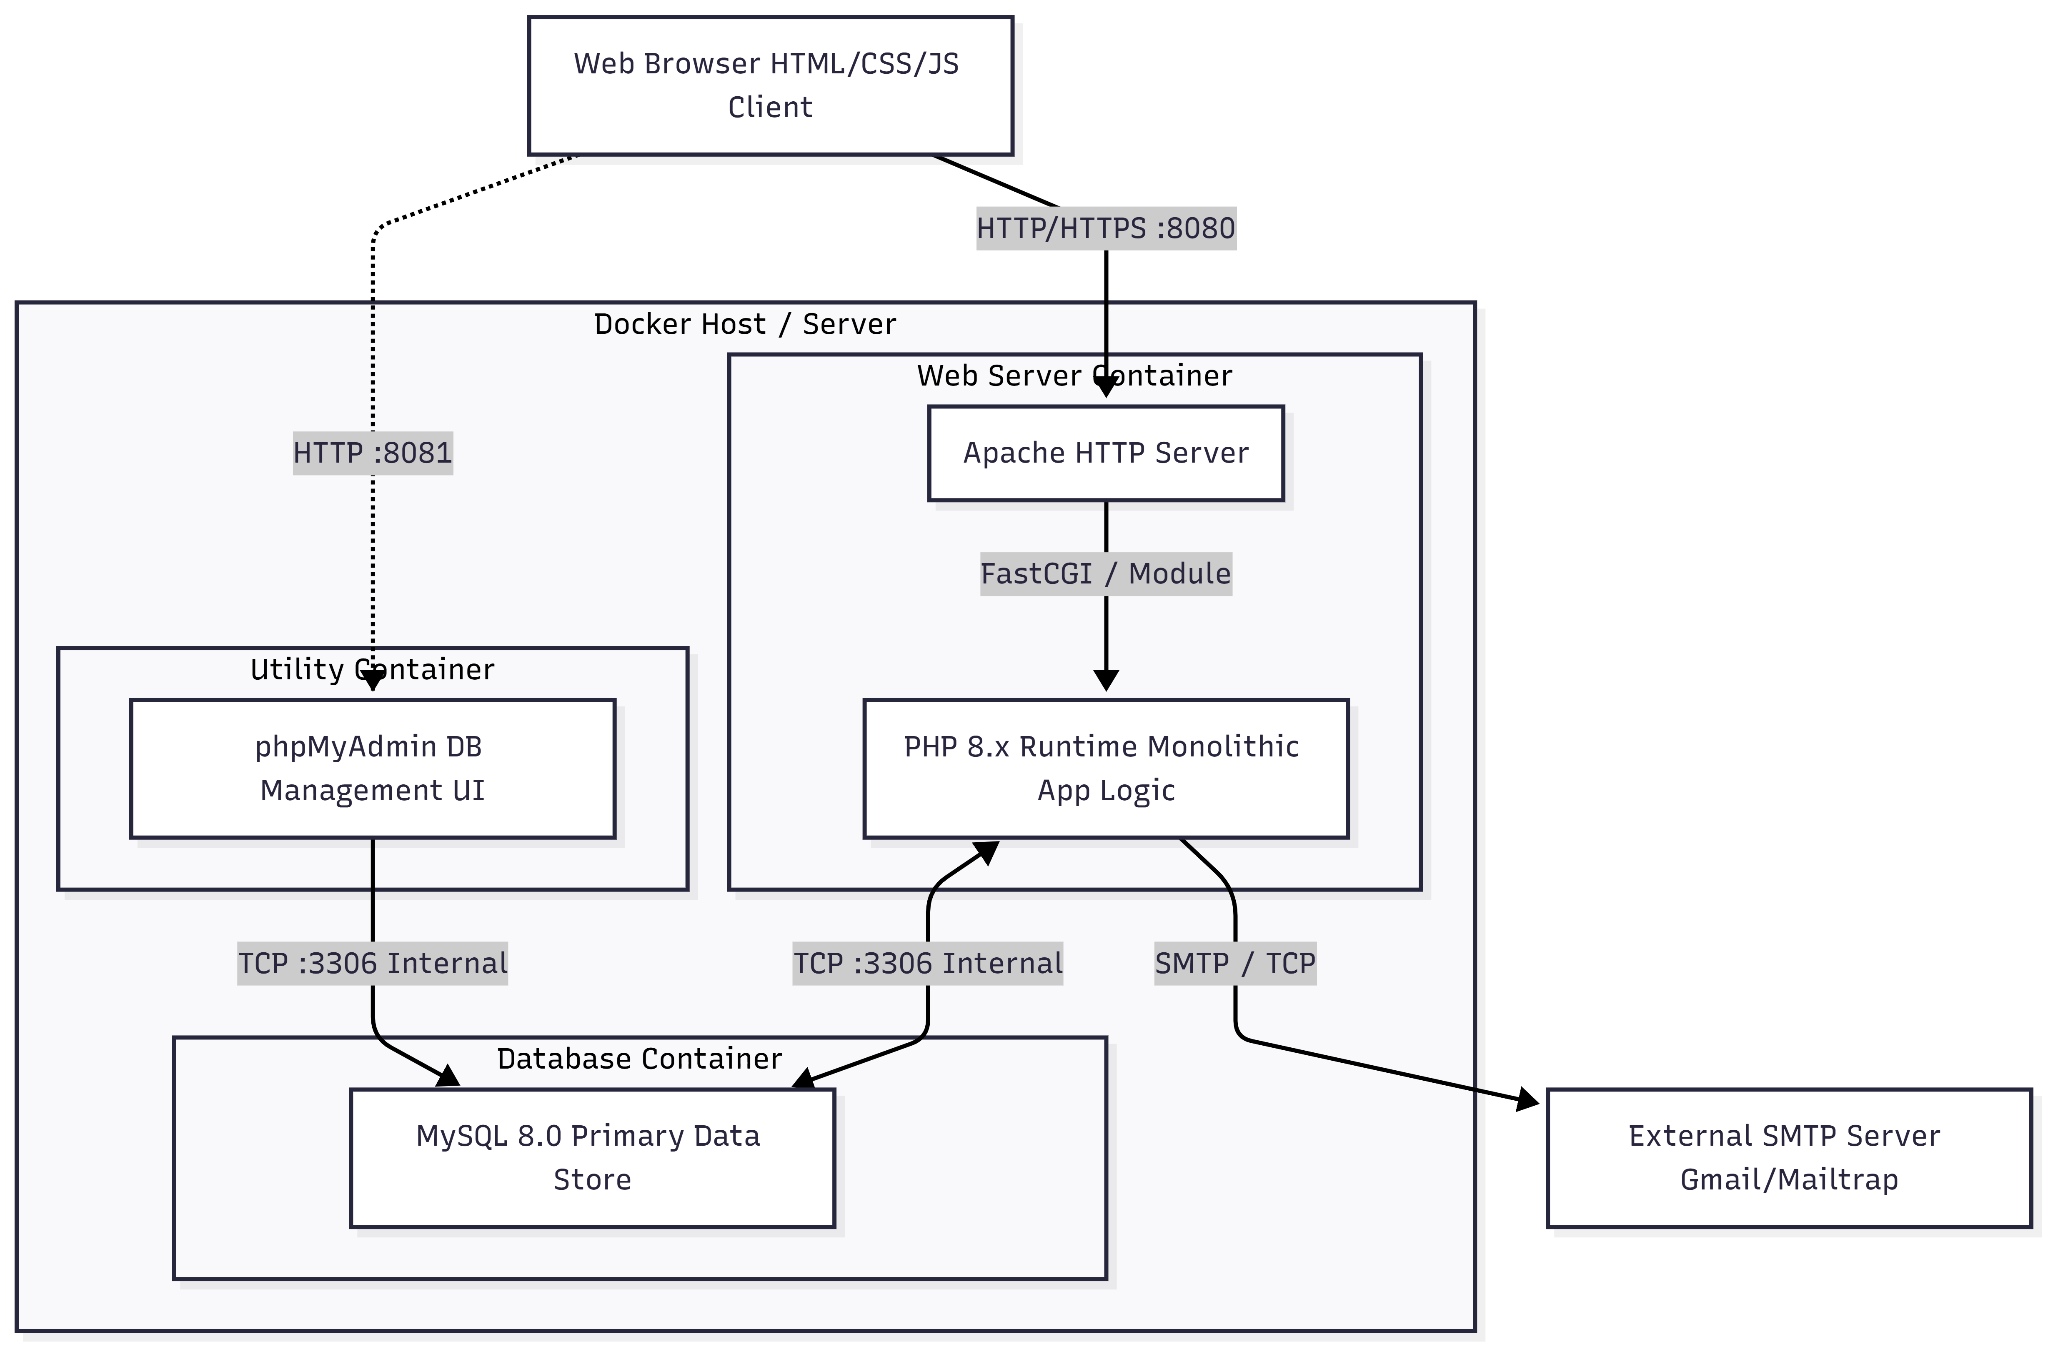 Web Browser HTML/CSS/JS
Client
HTTP/HTTPS :8080
Docker Host / Server
Web Server Container
Apache HTTP Server
HTTP :8081
FastCGI / Module
Utility Container
phpMyAdmin DB
Management UI
PHP 8.x Runtime Monolithic
App Logic
TCP :3306 Internal
TCP :3306 Internal
SMTP / TCP
Database Container
MySQL 8.0 Primary Data
Store
External SMTP Server
Gmail/Mailtrap